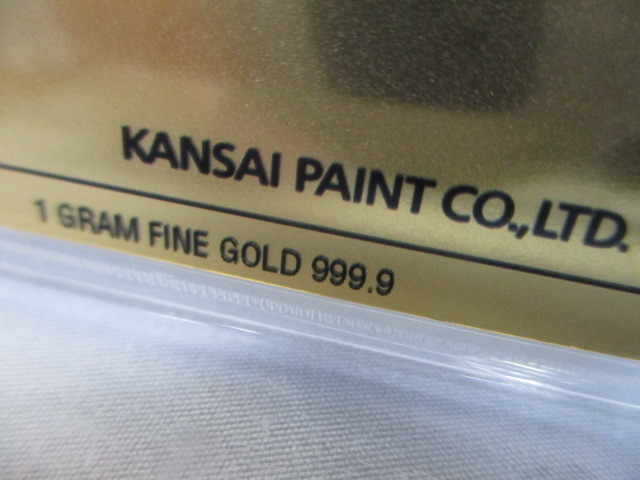 KANSAI PAINT CO.,LTD.
1 GRAM FINE GOLD 999.9